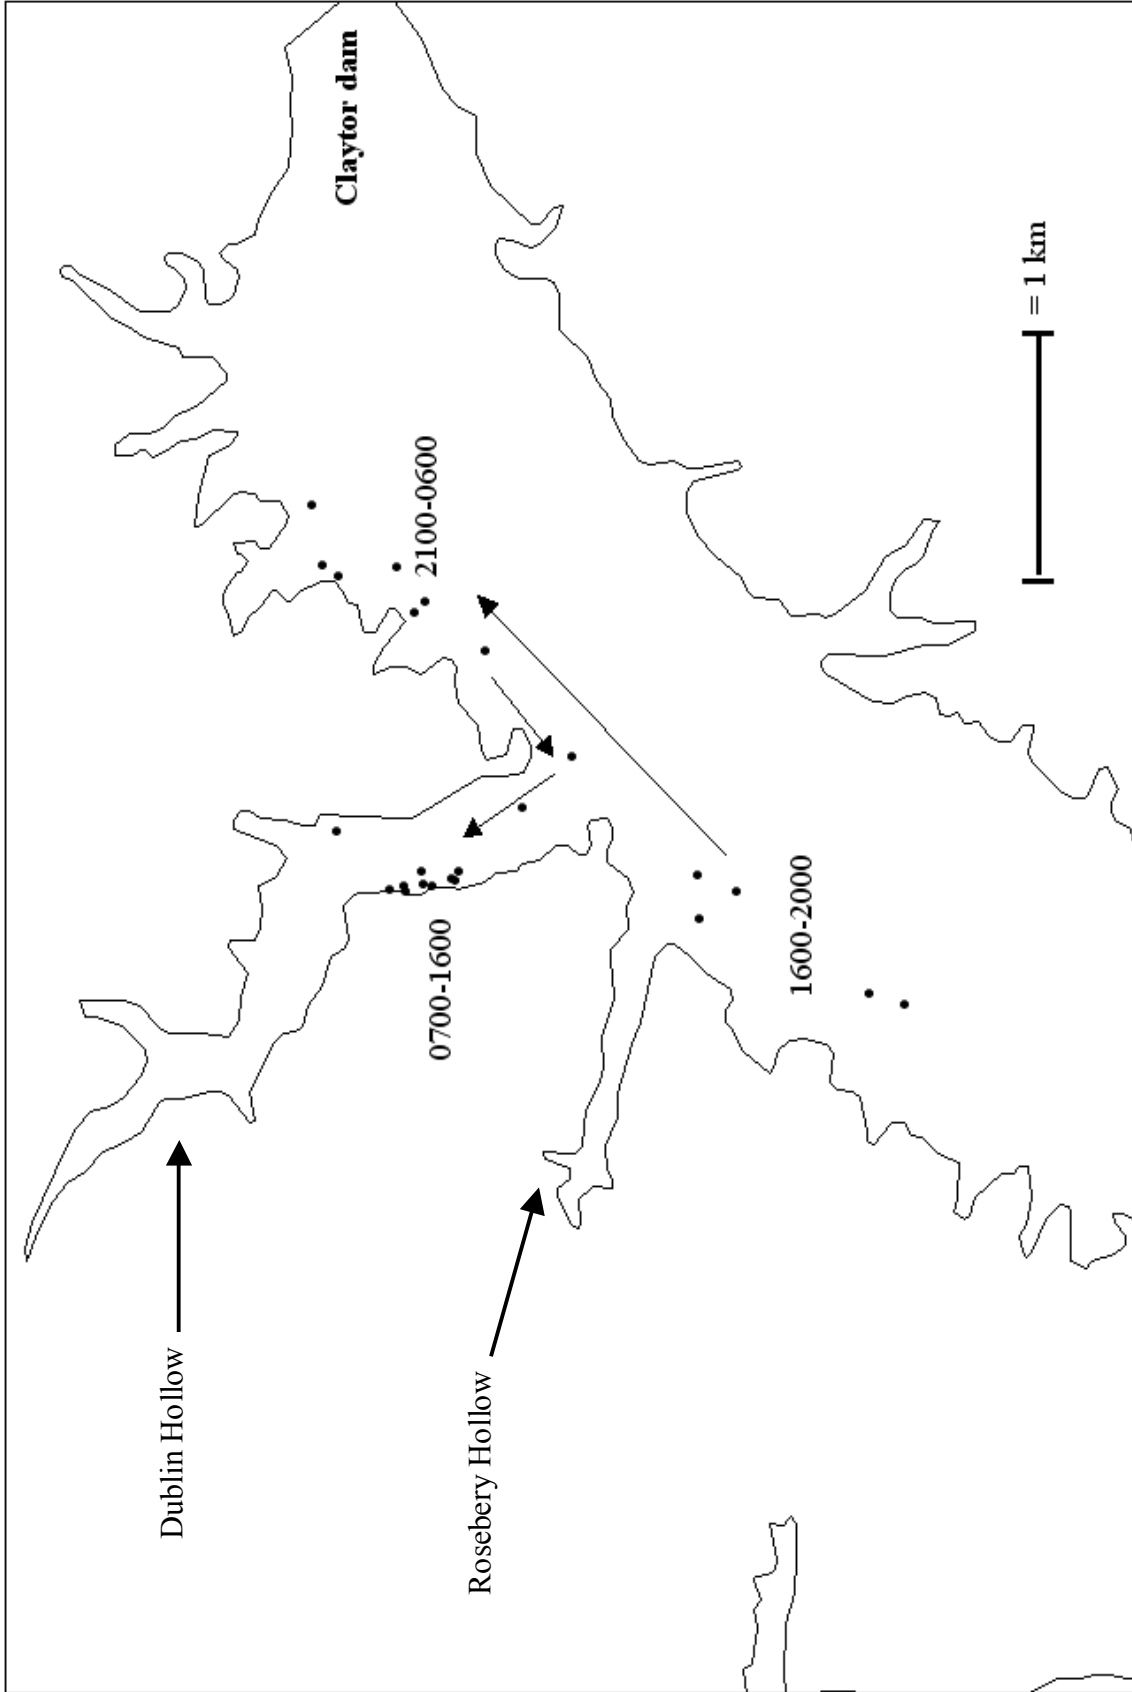 Dublin Hollow
Rosebery Hollow
0700-1600
1600-2000
2100-0600
Claytor dam
= 1 km